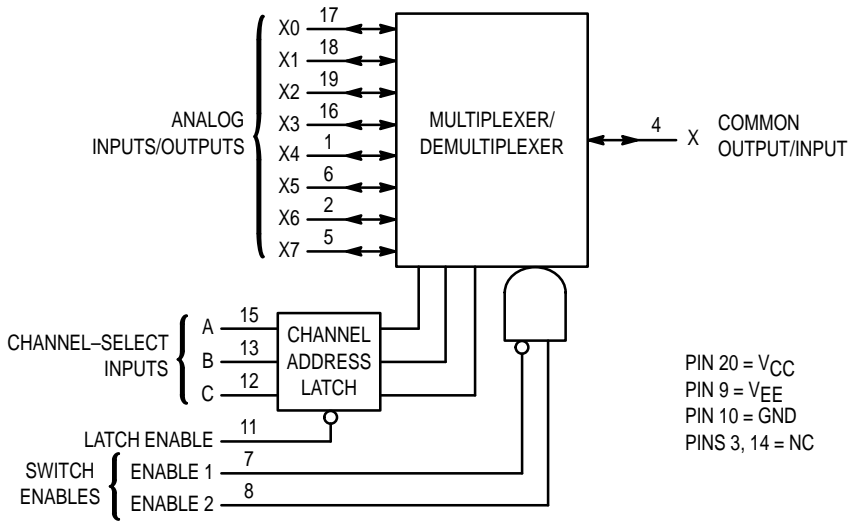 X0 17
X1 18
X2 19
X3 16
X4 1
X5 6
X6 2
X7 5
ANALOG
INPUTS/OUTPUTS
MULTIPLEXER/
DEMULTIPLEXER
4 X
COMMON
OUTPUT/INPUT
CHANNEL–SELECT
INPUTS
A 15
B 13
C 12
CHANNEL
ADDRESS
LATCH
LATCH ENABLE 11
SWITCH
ENABLES
ENABLE 1 7
ENABLE 2 8
PIN 20 = VCC
PIN 9 = VEE
PIN 10 = GND
PINS 3, 14 = NC